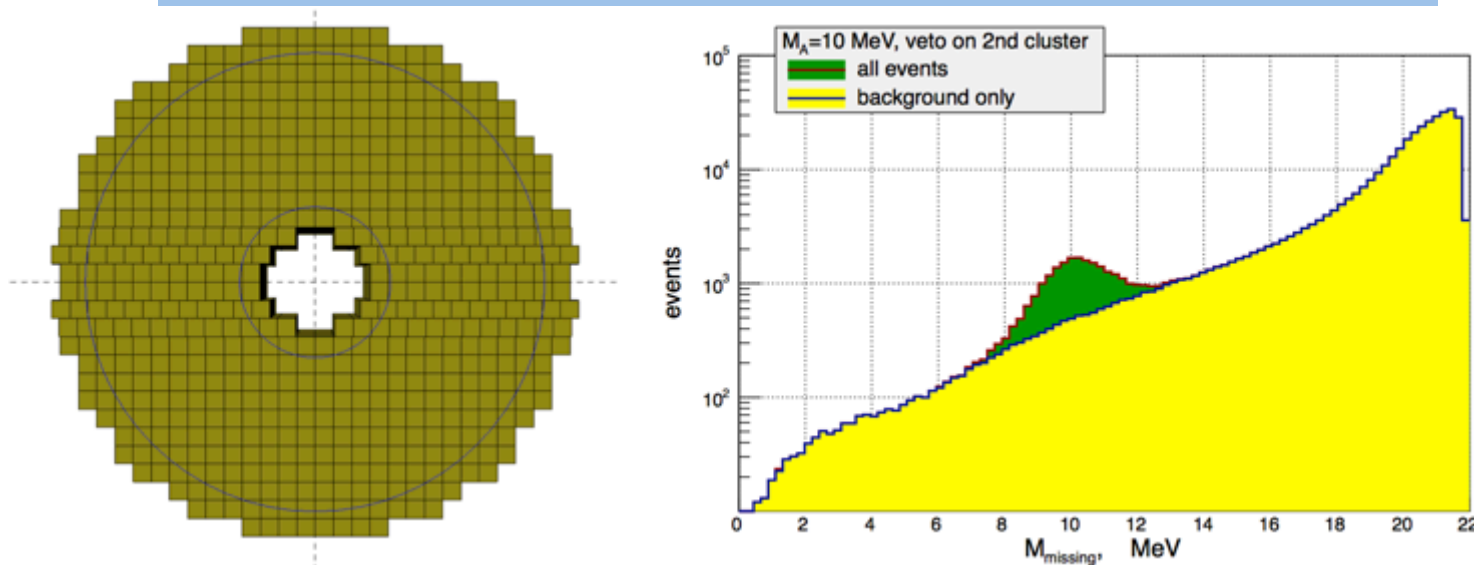 M_A=10 MeV, veto on 2nd cluster
all events
background only
10^5
10^4
10^3
10^2
events
0 2 4 6 8 10 12 14 16 18 20 22
M_missing, MeV